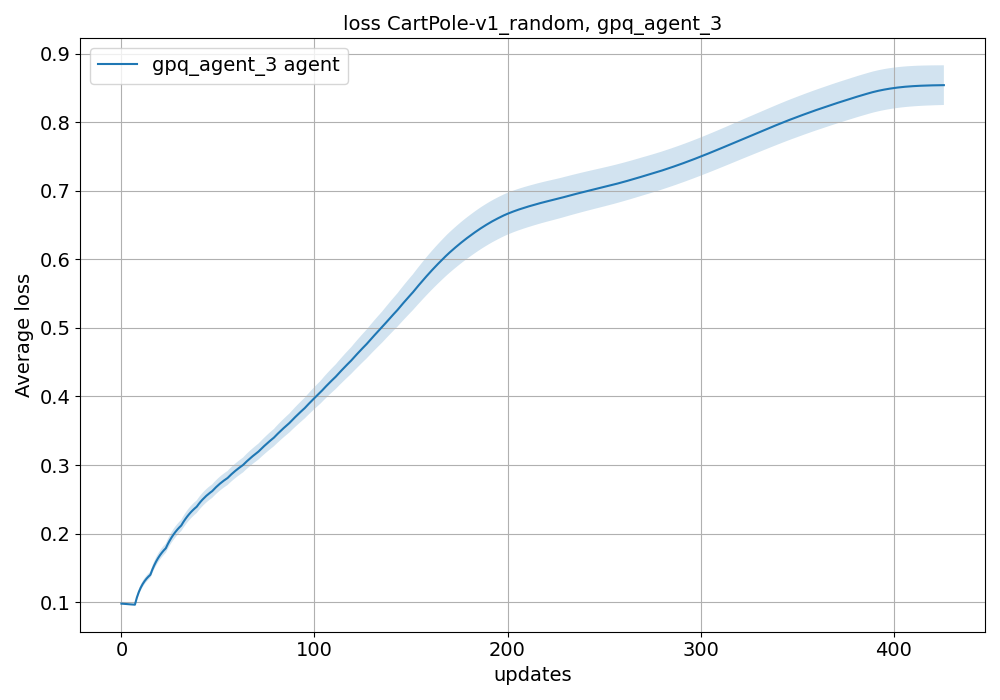 loss CartPole-v1_random, gpq_agent_3
gpq_agent_3 agent
0.9
0.8
0.7
0.6
0.5
0.4
0.3
0.2
0.1
Average loss
0 100 200 300 400
updates